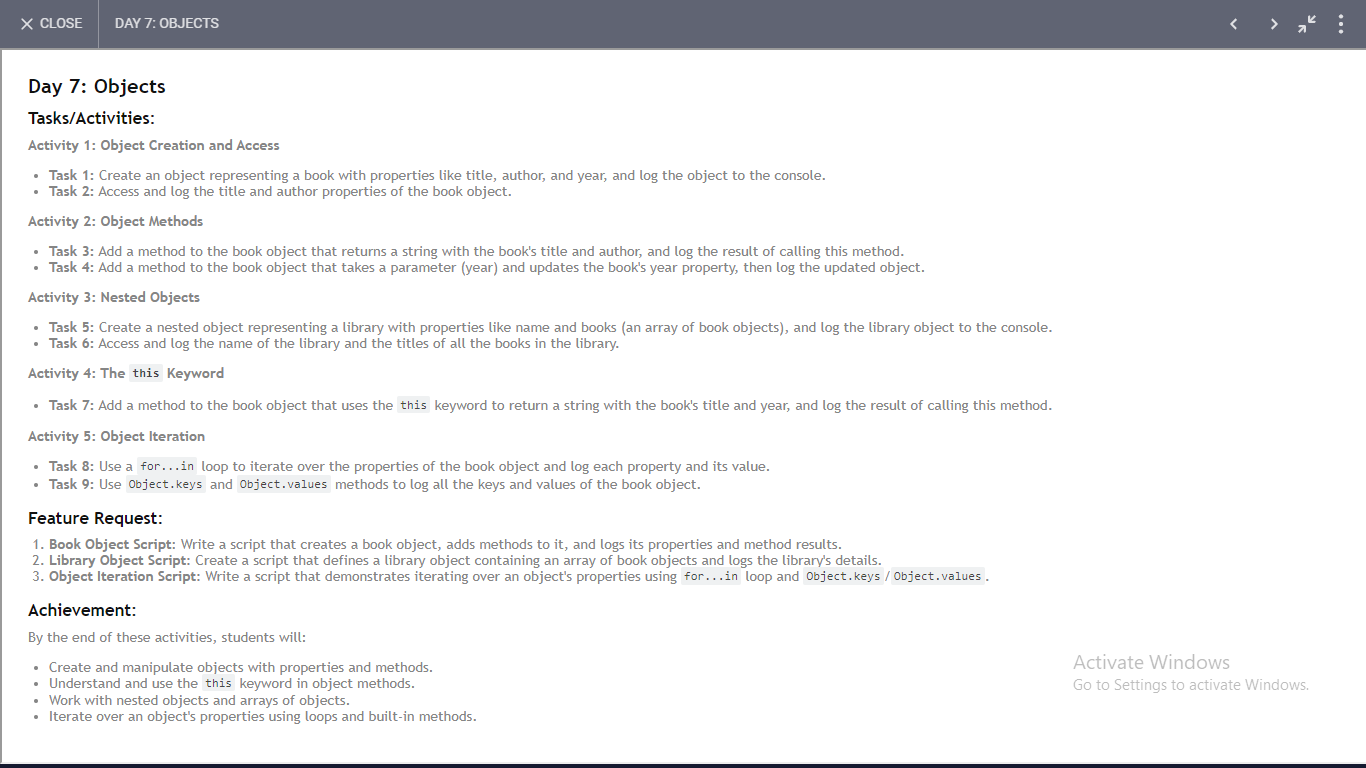 CLOSE
DAY 7: OBJECTS
Day 7: Objects
Tasks/Activities:
Activity 1: Object Creation and Access
• Task 1: Create an object representing a book with properties like title, author, and year, and log the object to the console.
• Task 2: Access and log the title and author properties of the book object.
Activity 2: Object Methods
• Task 3: Add a method to the book object that returns a string with the book's title and author, and log the result of calling this method.
• Task 4: Add a method to the book object that takes a parameter (year) and updates the book's year property, then log the updated object.
Activity 3: Nested Objects
• Task 5: Create a nested object representing a library with properties like name and books (an array of book objects), and log the library object to the console.
• Task 6: Access and log the name of the library and the titles of all the books in the library.
Activity 4: The this Keyword
• Task 7: Add a method to the book object that uses the this keyword to return a string with the book's title and year, and log the result of calling this method.
Activity 5: Object Iteration
• Task 8: Use a for...in loop to iterate over the properties of the book object and log each property and its value.
• Task 9: Use Object.keys and Object.values methods to log all the keys and values of the book object.
Feature Request:
1. Book Object Script: Write a script that creates a book object, adds methods to it, and logs its properties and method results.
2. Library Object Script: Create a script that defines a library object containing an array of book objects and logs the library's details.
3. Object Iteration Script: Write a script that demonstrates iterating over an object's properties using for...in loop and Object.keys / Object.values.
Achievement:
By the end of these activities, students will:
• Create and manipulate objects with properties and methods.
• Understand and use the this keyword in object methods.
• Work with nested objects and arrays of objects.
• Iterate over an object's properties using loops and built-in methods.
Activate Windows
Go to Settings to activate Windows.